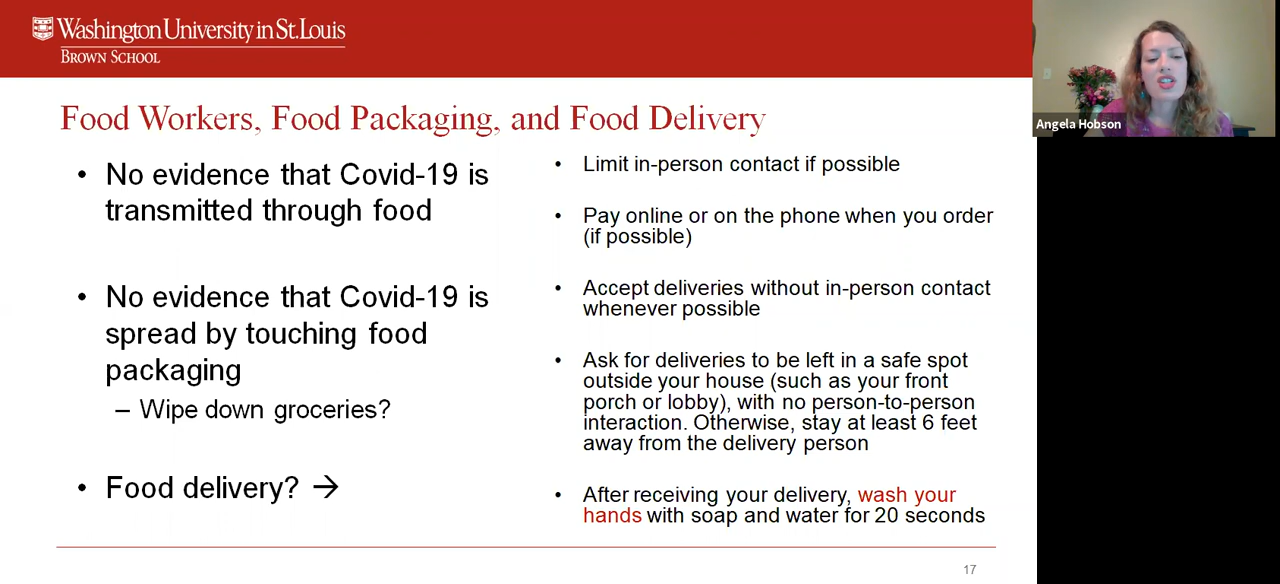 Washington University in St. Louis
BROWN SCHOOL
Angela Hobson
Food Workers, Food Packaging, and Food Delivery
• No evidence that Covid-19 is
transmitted through food
• No evidence that Covid-19 is
spread by touching food
packaging
– Wipe down groceries?
• Food delivery? →
• Limit in-person contact if possible
• Pay online or on the phone when you order
(if possible)
• Accept deliveries without in-person contact
whenever possible
• Ask for deliveries to be left in a safe spot
outside your house (such as your front
porch or lobby), with no person-to-person
interaction. Otherwise, stay at least 6 feet
away from the delivery person
• After receiving your delivery, wash your
hands with soap and water for 20 seconds
17